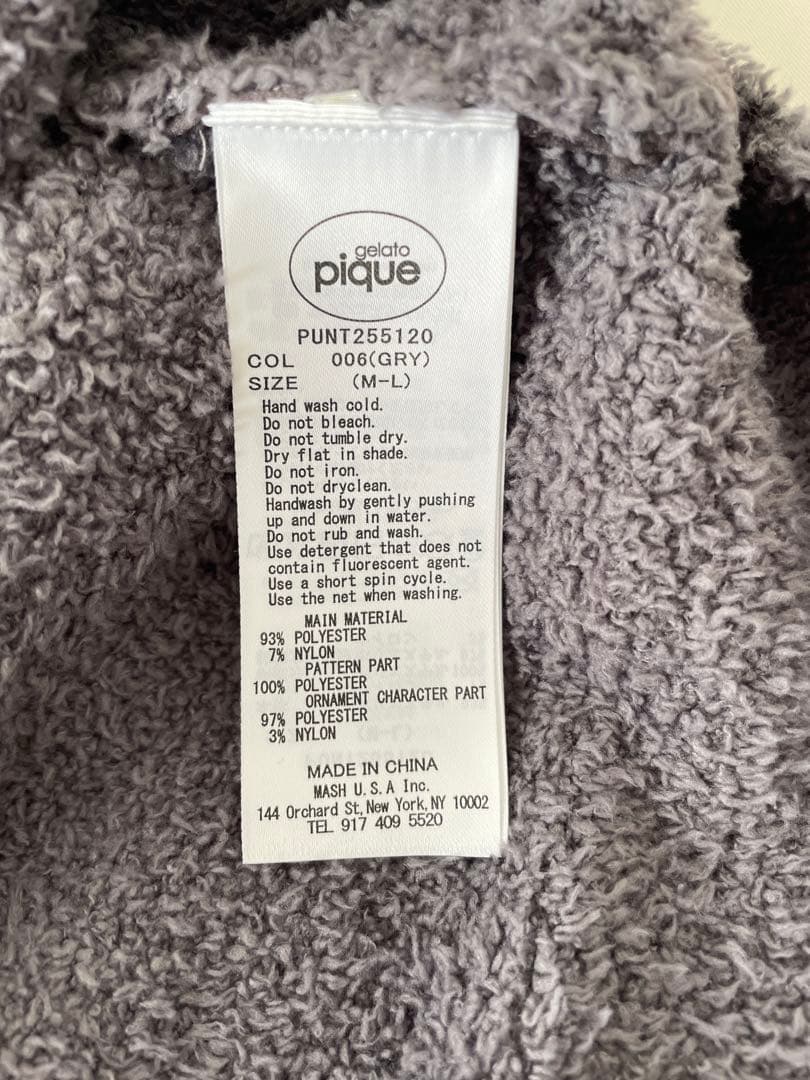 gelato
pique
PUNT255120
COL 006(GRY)
SIZE (M-L)
Hand wash cold.
Do not bleach.
Do not tumble dry.
Dry flat in shade.
Do not iron.
Do not dryclean.
Handwash by gently pushing
up and down in water.
Do not rub and wash.
Use detergent that does not
contain fluorescent agent.
Use a short spin cycle.
Use the net when washing.
MAIN MATERIAL
93% POLYESTER
7% NYLON
PATTERN PART
100% POLYESTER
ORNAMENT CHARACTER PART
97% POLYESTER
3% NYLON
MADE IN CHINA
MASH U.S.A Inc.
144 Orchard St, New York, NY 10002
TEL 917 409 5520